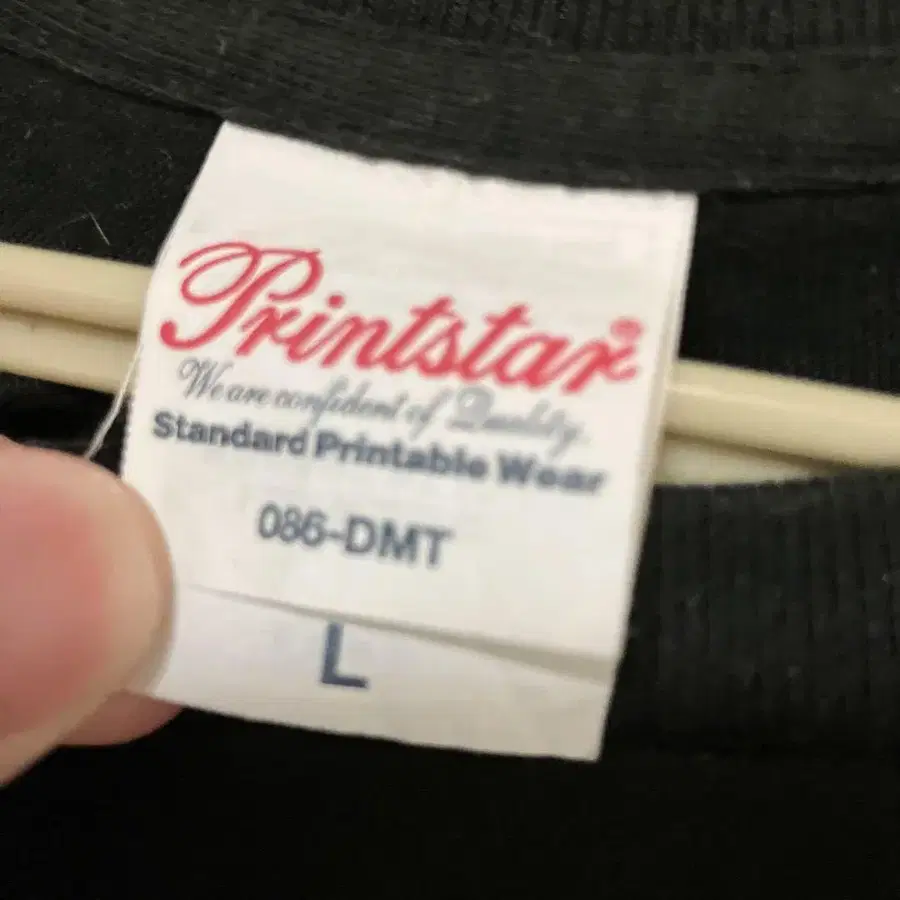 Printstar®
We are confident of Quality.
Standard Printable Wear
086-DMT
L